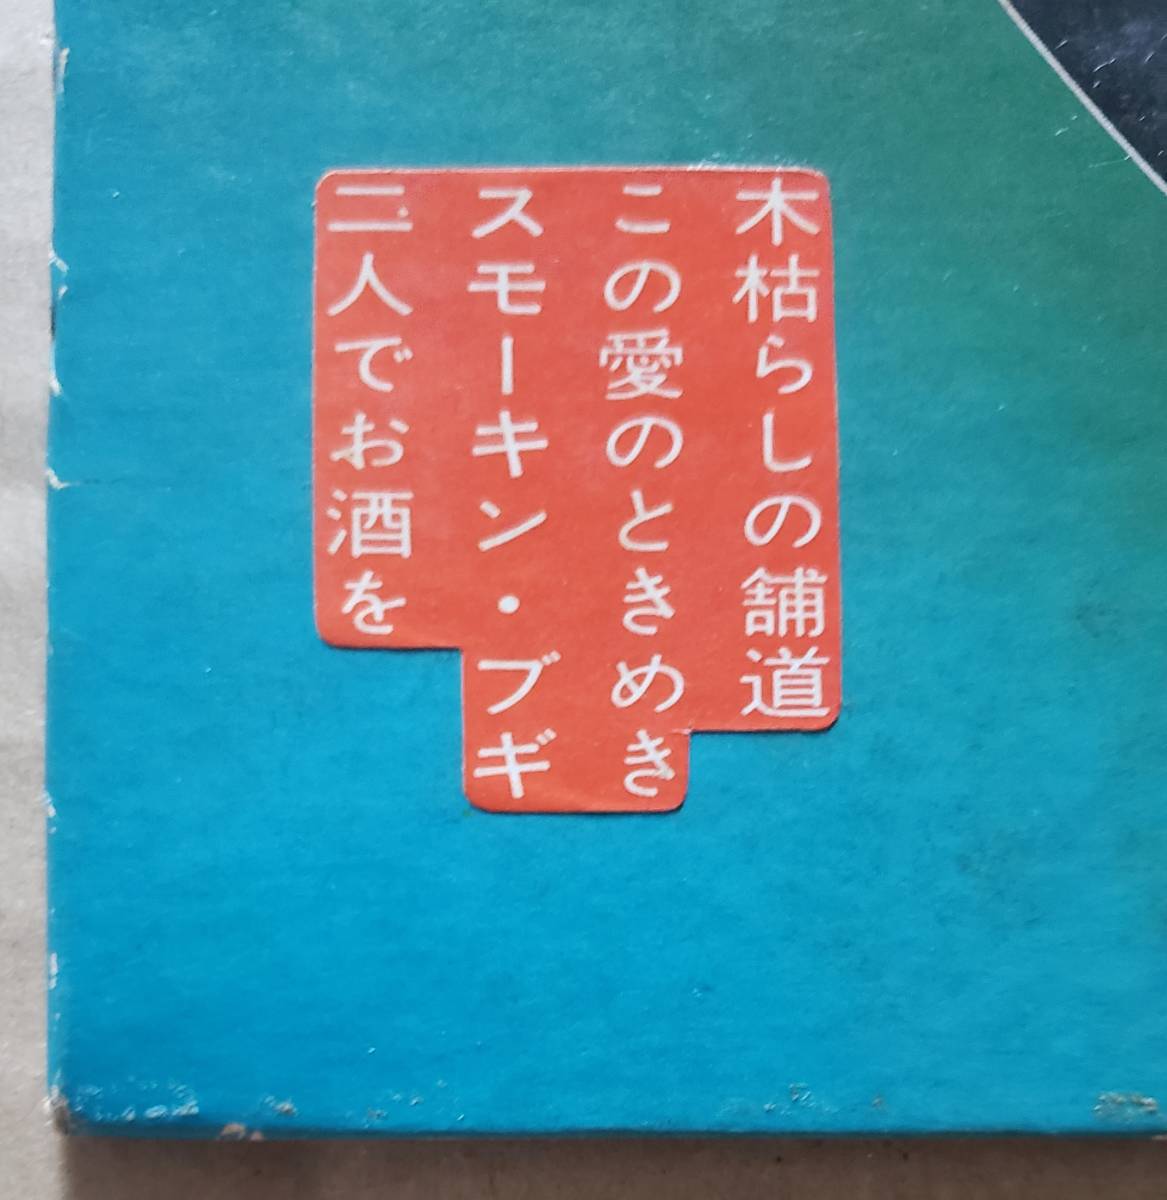 木枯らしの舗道
この愛のときめき
スモーキン・ブギ
二人でお酒を